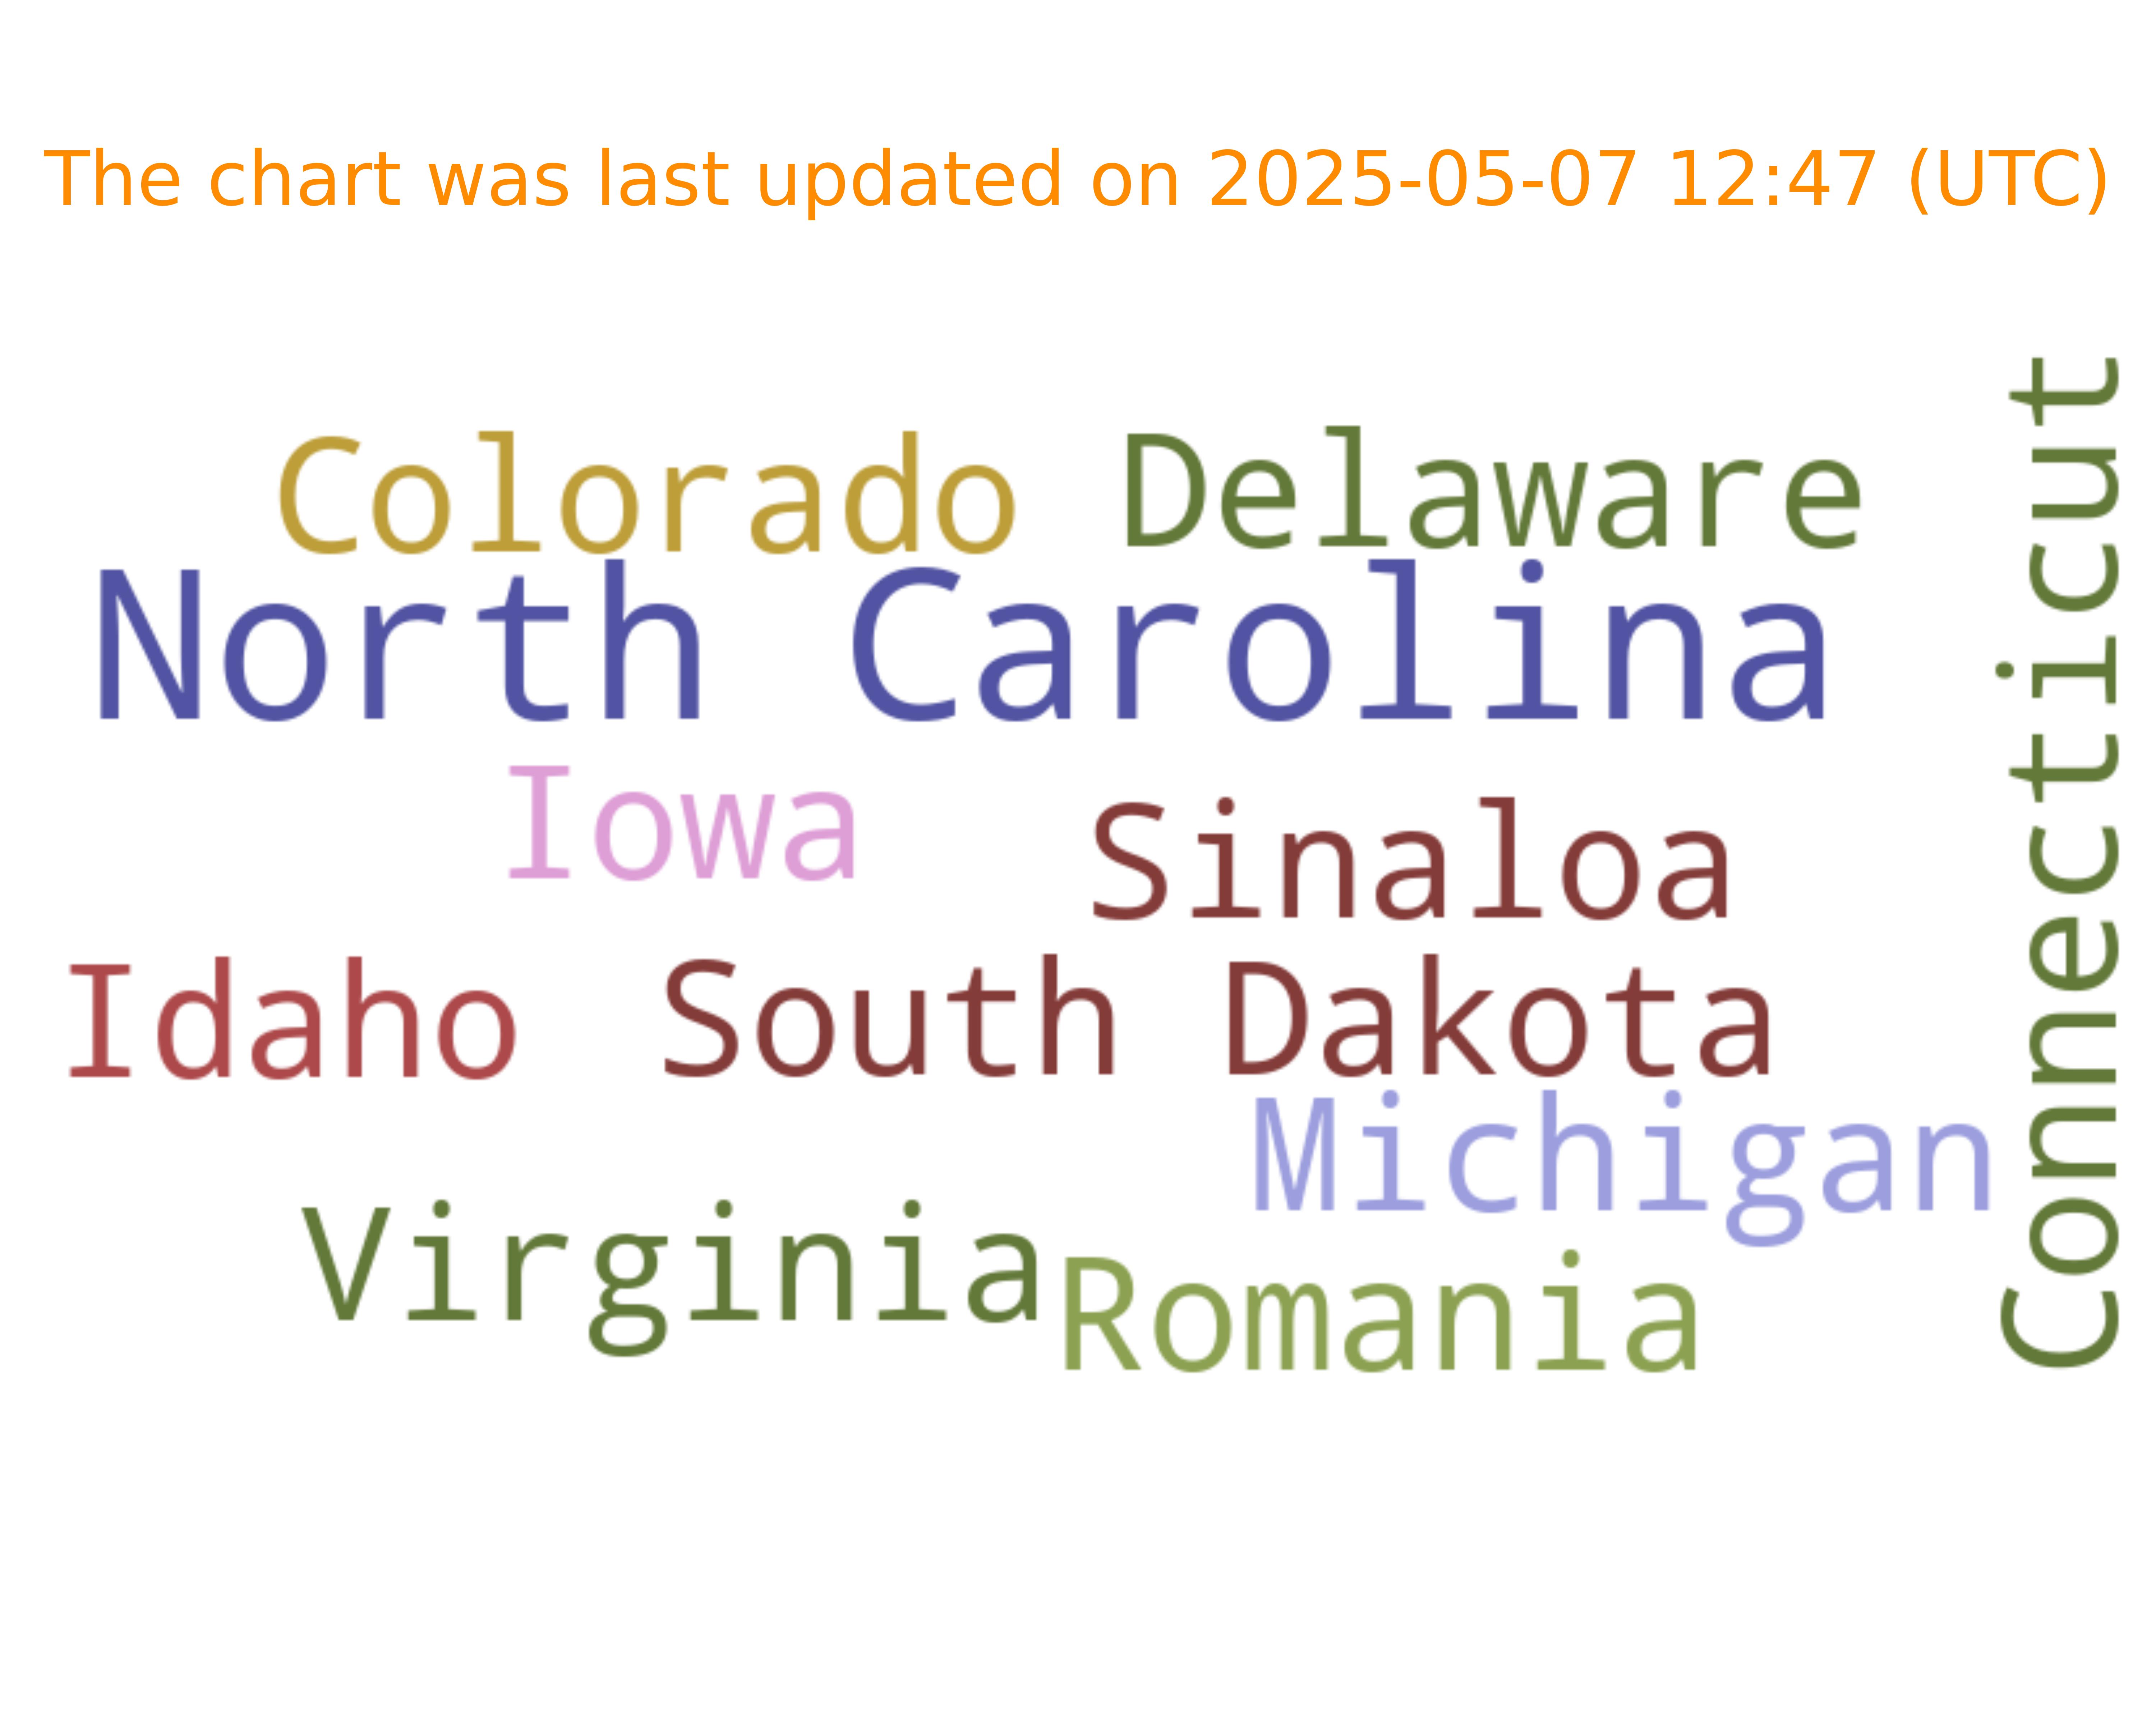 The chart was last updated on 2025-05-07 12:47 (UTC)
Colorado Delaware
North Carolina
Iowa
Sinaloa
Idaho South Dakota
Michigan
Virginia
Romania
Connecticut